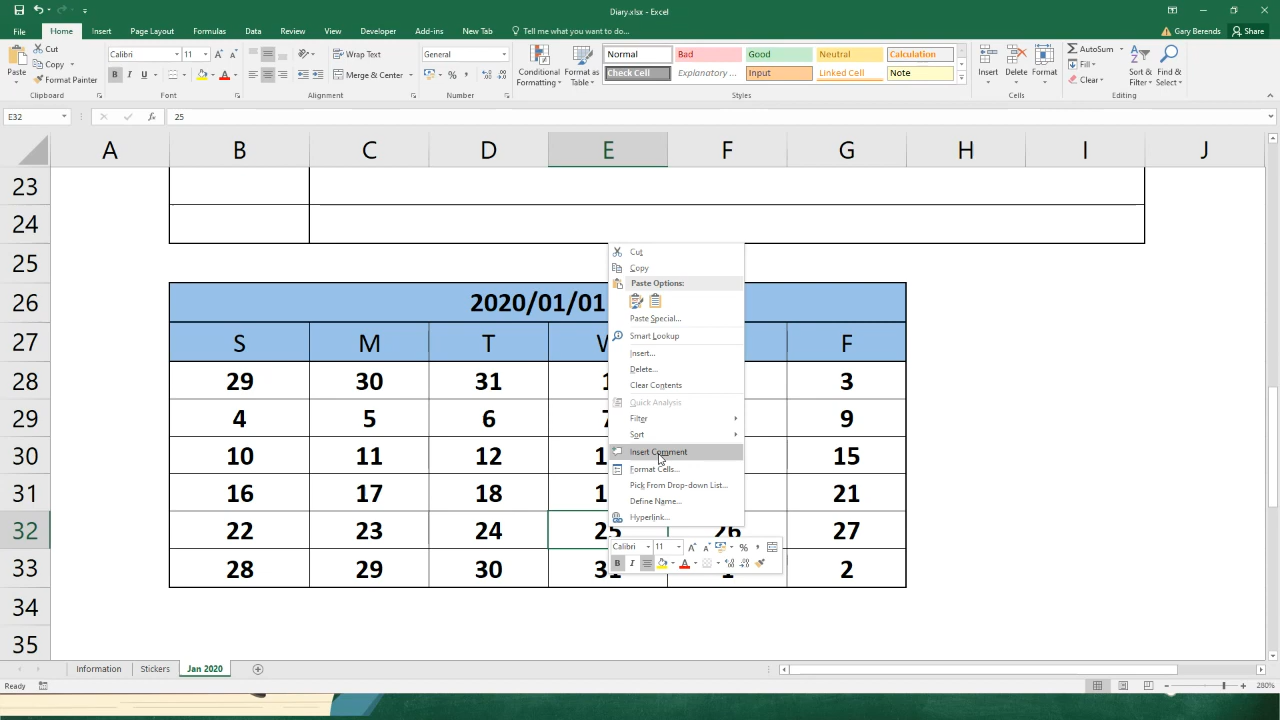 Diary.xlsx - Excel
File Home Insert Page Layout Formulas Data Review View Add-ins New Tab Tell me what you want to do... Gary Berends Share
Paste Cut Copy Format Painter Clipboard
Calibri 11 B I U Font
Wrap Text Merge & Center Alignment
General % , Number
Conditional Formatting Format as Table
Normal Bad Good Neutral Calculation
Check Cell Explanatory ... Input Linked Cell Note
Styles
Insert Delete Format Cells
AutoSum Fill Clear Sort & Filter Find & Select Editing
E32 fx 25
A B C D E F G H I J
23
24
25
26 2020/01/01
27 S M T W F
28 29 30 31 1 3
29 4 5 6 7 9
30 10 11 12 15
31 16 17 18 21
32 22 23 24 25 26 27
33 28 29 30 31 1 2
34
35
Cut
Copy
Paste Options:
Paste Special...
Smart Lookup
Insert...
Delete...
Clear Contents
Quick Analysis
Filter
Sort
Insert Comment
Format Cells...
Pick From Drop-down List...
Define Name...
Hyperlink...
Calibri 11 A A % ,
B I A
Information Stickers Jan 2020
Ready 280%